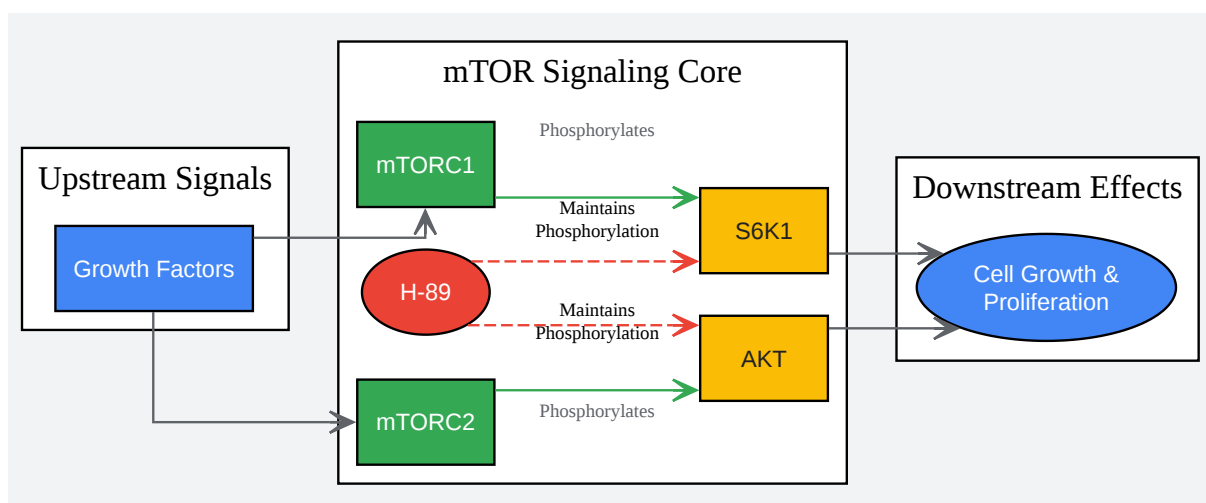 mTOR Signaling Core
Upstream Signals
Growth Factors
mTORC1
Phosphorylates
Maintains
Phosphorylation
H-89
Maintains
Phosphorylation
mTORC2
Phosphorylates
S6K1
AKT
Downstream Effects
Cell Growth &
Proliferation